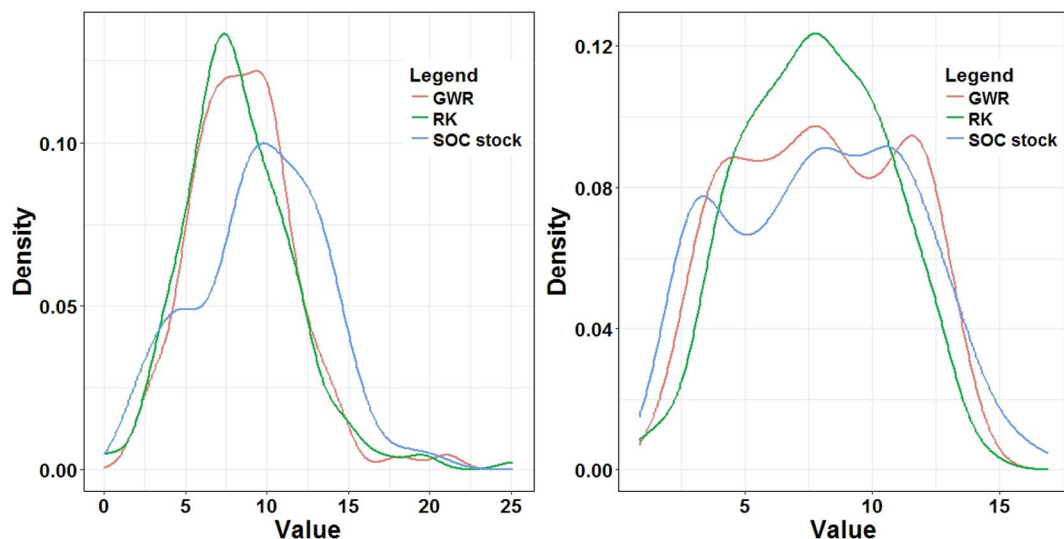 Density
0.10
0.05
0.00
Legend
GWR
RK
SOC stock
0 5 10 15 20 25
Value
Density
0.12
0.08
0.04
0.00
Legend
GWR
RK
SOC stock
5 10 15
Value